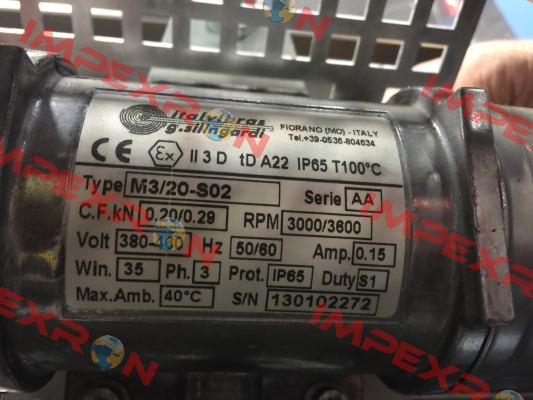 italvibras
g.silingardi
FIORANO (MO) - ITALY
Tel.+39-0536-804634
CE Ex II 3 D tD A22 IP65 T100°C
Type M3/20-S02 Serie AA
C.F.kN 0.20/0.29 RPM 3000/3600
Volt Hz 50/60 Amp. 0.15
Win. 35 Ph. 3 Prot. IP65 Duty S1
Max.Amb. 40°C S/N 130102272
IMPEXRON
IMPEXRON
IMPEXRON
IMPEXRON